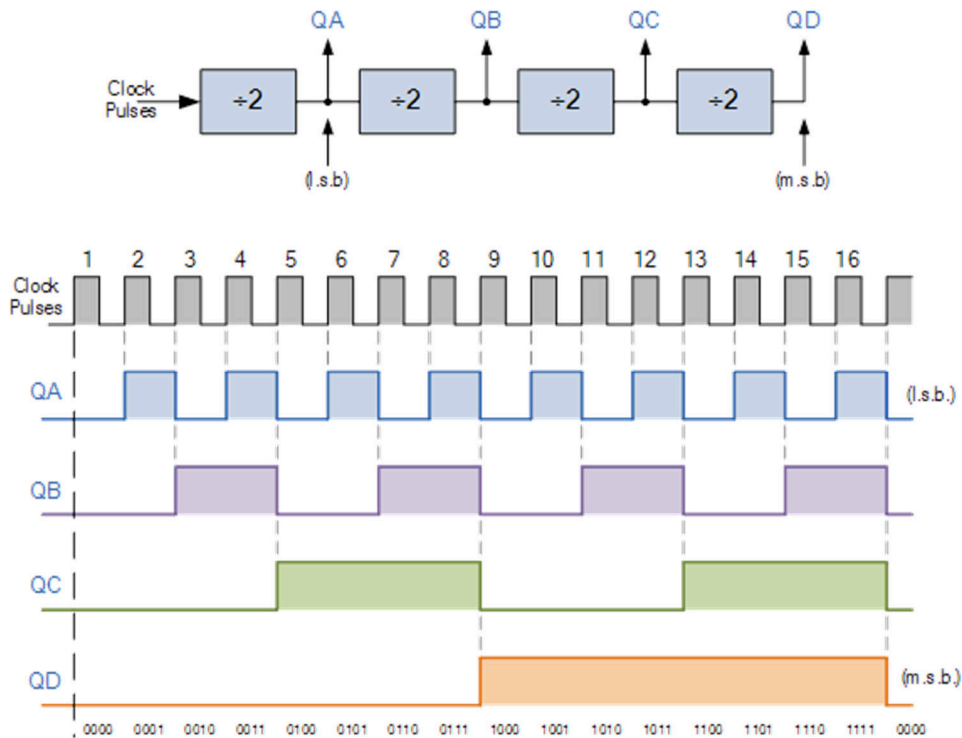 QA QB QC QD
Clock
Pulses
÷2 ÷2 ÷2 ÷2
(l.s.b) (m.s.b)
1 2 3 4 5 6 7 8 9 10 11 12 13 14 15 16
Clock
Pulses
QA (l.s.b.)
QB
QC
QD (m.s.b.)
0000 0001 0010 0011 0100 0101 0110 0111 1000 1001 1010 1011 1100 1101 1110 1111 0000